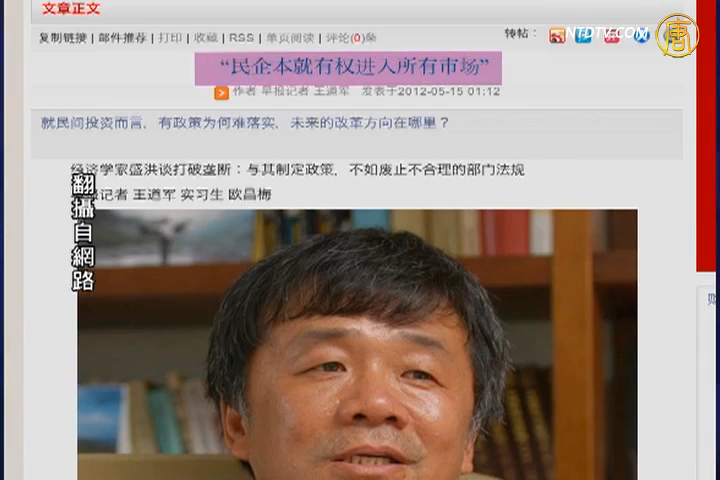 文章正文
复制链接 | 邮件推荐 | 打印 | 收藏 | RSS | 单页阅读 | 评论(0)条
转帖：
NTDTV.COM
唐
“民企本就有权进入所有市场”
作者 早报记者 王道军 发表于2012-05-15 01:12
就民间投资而言，有政策为何难落实，未来的改革方向在哪里？
经济学家盛洪谈打破垄断：与其制定政策，不如废止不合理的部门法规
报记者 王道军 实习生 欧昌梅
翻攝自網路